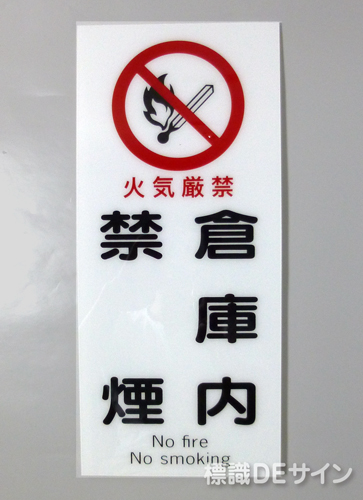 火気厳禁
倉庫内
禁煙
No fire
No smoking
標識DEサイン